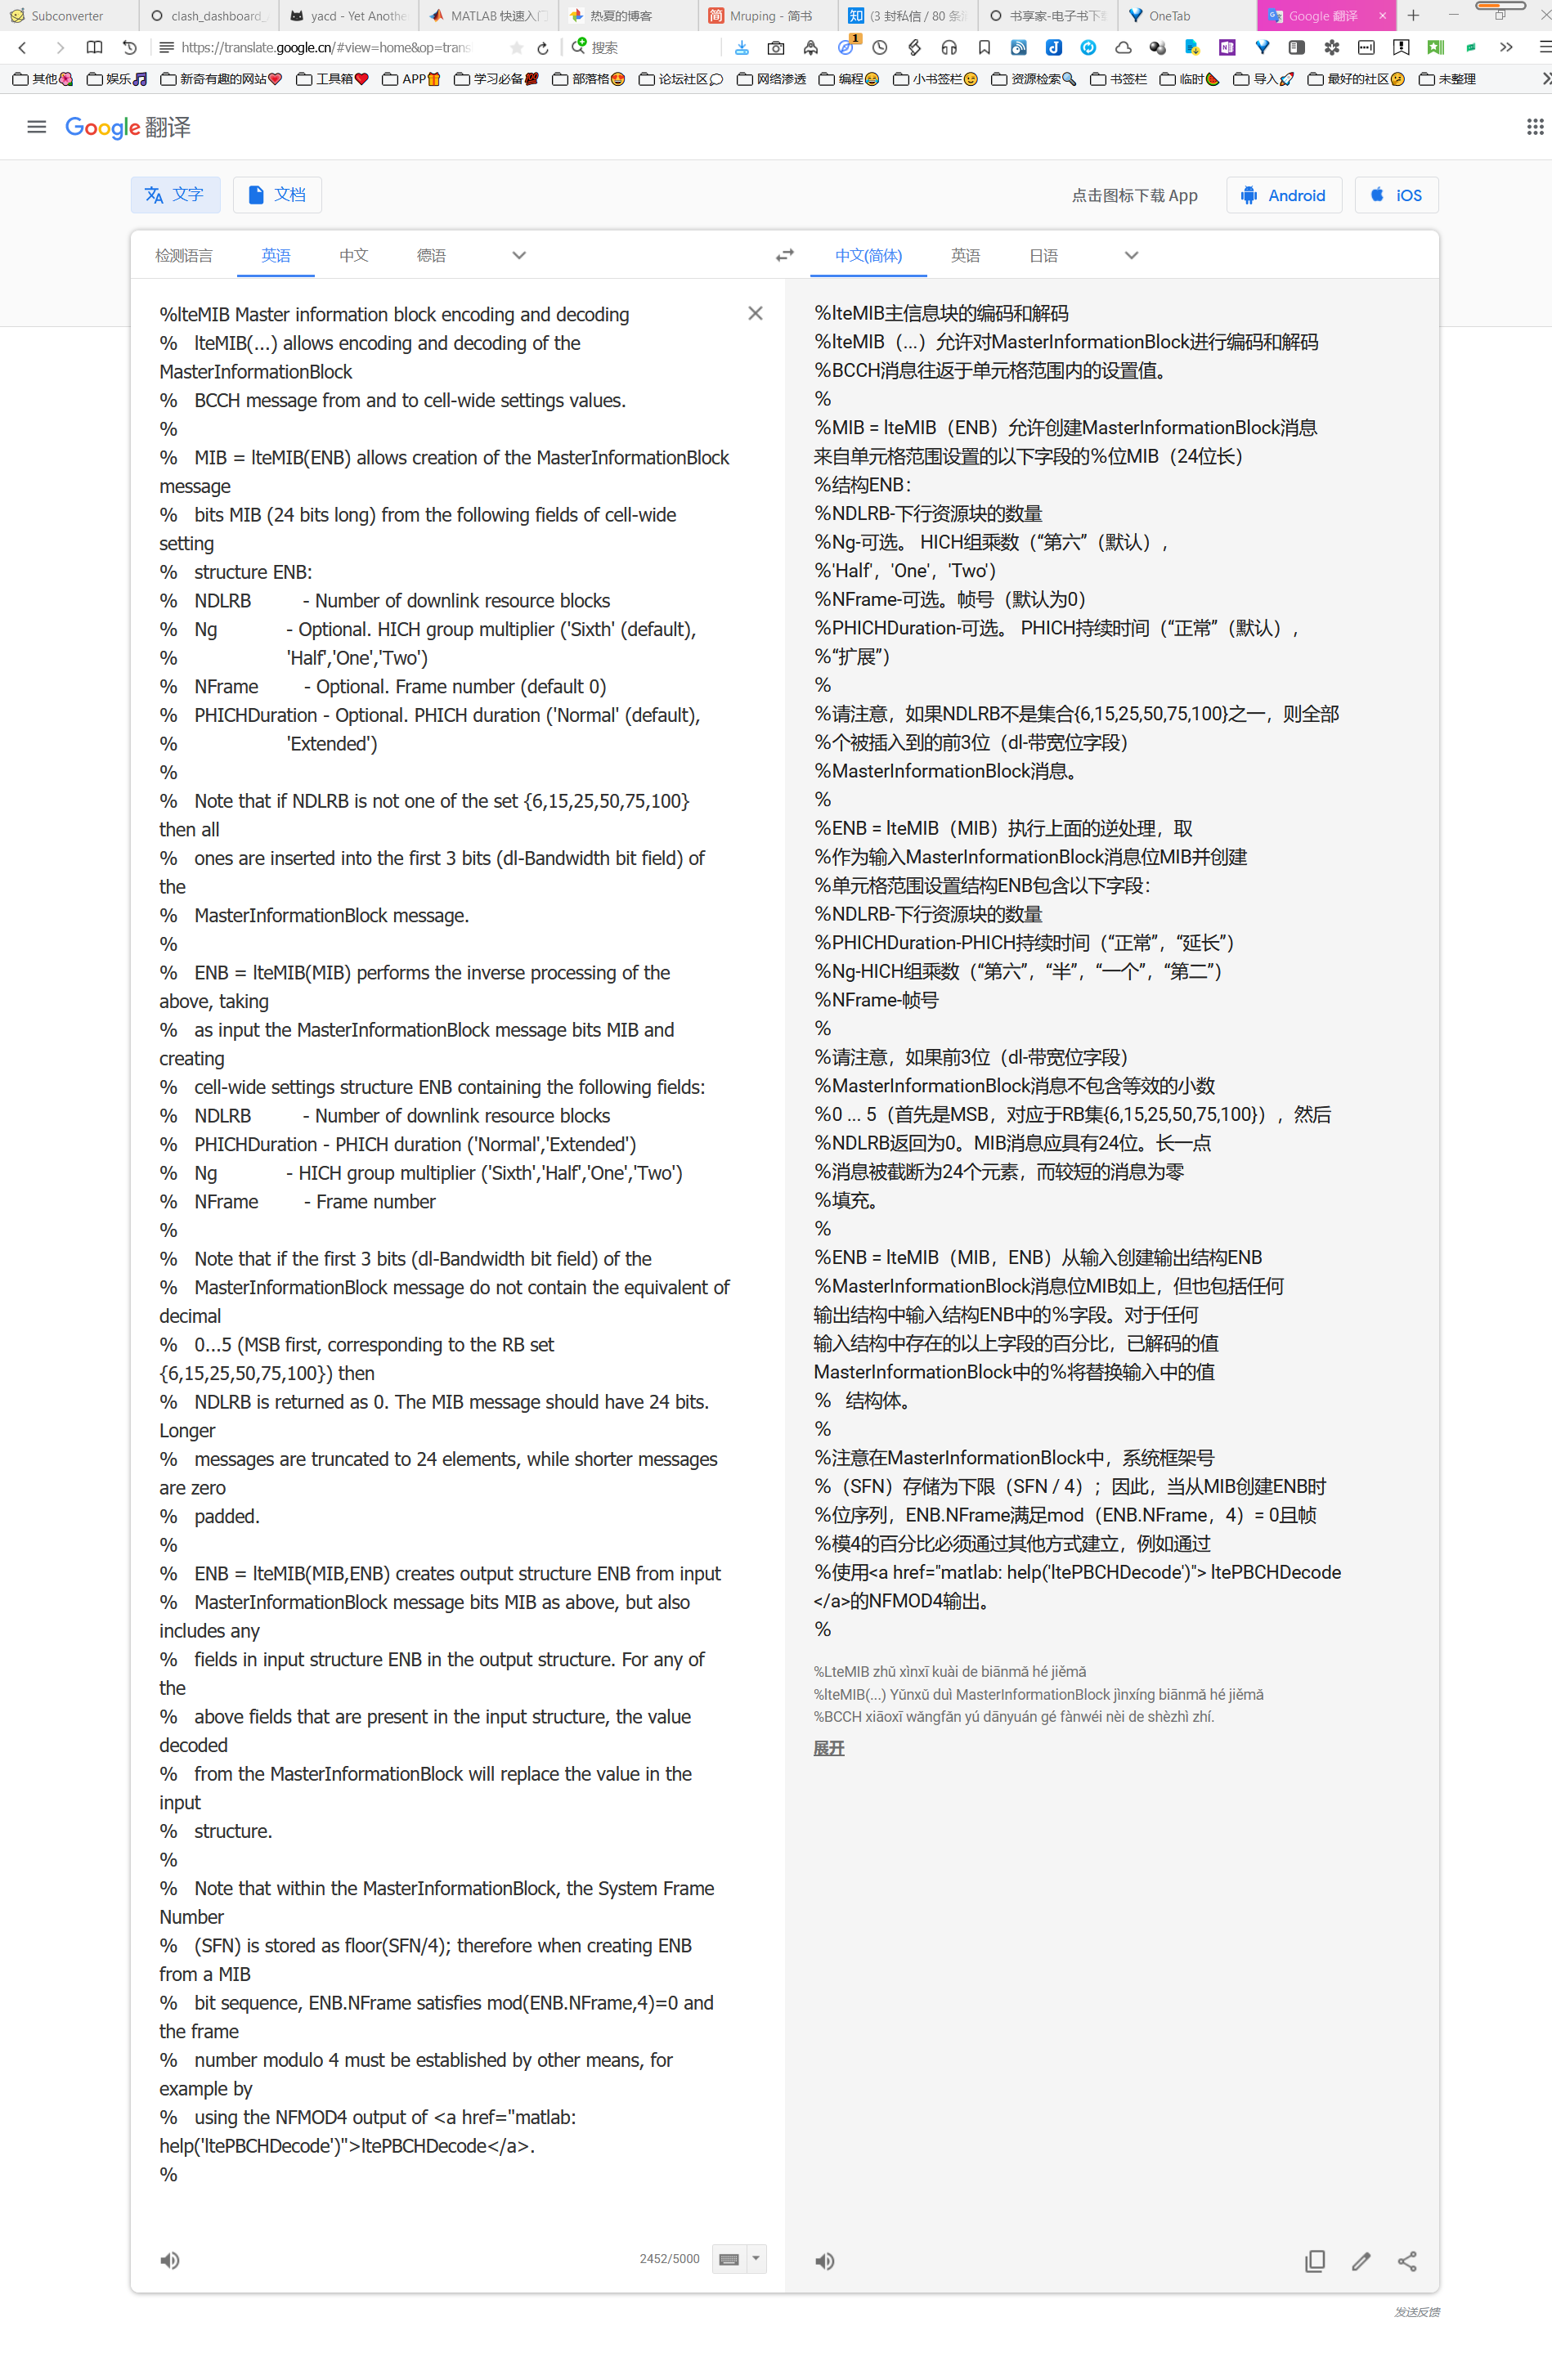 Subconverter
clash_dashboard_
yacd - Yet Anothe
MATLAB 快速入门
热夏的博客
Mruping - 简书
(3 封私信 / 80 条
书享家-电子书下
OneTab
Google 翻译
https://translate.google.cn/#view=home&op=trans
搜索
1
其他
娱乐
新奇有趣的网站
工具箱
APP
学习必备
部落格
论坛社区
网络渗透
编程
小书签栏
资源检索
书签栏
临时
导入
最好的社区
未整理
Google 翻译
文字
文档
点击图标下载 App
Android
iOS
检测语言
英语
中文
德语
中文(简体)
英语
日语
%lteMIB Master information block encoding and decoding
% lteMIB(...) allows encoding and decoding of the
MasterInformationBlock
% BCCH message from and to cell-wide settings values.
%
% MIB = lteMIB(ENB) allows creation of the MasterInformationBlock
message
% bits MIB (24 bits long) from the following fields of cell-wide
setting
% structure ENB:
% NDLRB - Number of downlink resource blocks
% Ng - Optional. HICH group multiplier ('Sixth' (default),
% 'Half','One','Two')
% NFrame - Optional. Frame number (default 0)
% PHICHDuration - Optional. PHICH duration ('Normal' (default),
% 'Extended')
%
% Note that if NDLRB is not one of the set {6,15,25,50,75,100}
then all
% ones are inserted into the first 3 bits (dl-Bandwidth bit field) of
the
% MasterInformationBlock message.
%
% ENB = lteMIB(MIB) performs the inverse processing of the
above, taking
% as input the MasterInformationBlock message bits MIB and
creating
% cell-wide settings structure ENB containing the following fields:
% NDLRB - Number of downlink resource blocks
% PHICHDuration - PHICH duration ('Normal','Extended')
% Ng - HICH group multiplier ('Sixth','Half','One','Two')
% NFrame - Frame number
%
% Note that if the first 3 bits (dl-Bandwidth bit field) of the
% MasterInformationBlock message do not contain the equivalent of
decimal
% 0...5 (MSB first, corresponding to the RB set
{6,15,25,50,75,100}) then
% NDLRB is returned as 0. The MIB message should have 24 bits.
Longer
% messages are truncated to 24 elements, while shorter messages
are zero
% padded.
%
% ENB = lteMIB(MIB,ENB) creates output structure ENB from input
% MasterInformationBlock message bits MIB as above, but also
includes any
% fields in input structure ENB in the output structure. For any of
the
% above fields that are present in the input structure, the value
decoded
% from the MasterInformationBlock will replace the value in the
input
% structure.
%
% Note that within the MasterInformationBlock, the System Frame
Number
% (SFN) is stored as floor(SFN/4); therefore when creating ENB
from a MIB
% bit sequence, ENB.NFrame satisfies mod(ENB.NFrame,4)=0 and
the frame
% number modulo 4 must be established by other means, for
example by
% using the NFMOD4 output of <a href="matlab:
help('ltePBCHDecode')">ltePBCHDecode</a>.
%
2452/5000
%lteMIB主信息块的编码和解码
%lteMIB（...）允许对MasterInformationBlock进行编码和解码
%BCCH消息往返于单元格范围内的设置值。
%
%MIB = lteMIB（ENB）允许创建MasterInformationBlock消息
来自单元格范围设置的以下字段的％位MIB（24位长）
%结构ENB：
%NDLRB-下行资源块的数量
%Ng-可选。 HICH组乘数（“第六”（默认），
%'Half'，'One'，'Two'）
%NFrame-可选。帧号（默认为0）
%PHICHDuration-可选。 PHICH持续时间（“正常”（默认），
%“扩展”）
%
%请注意，如果NDLRB不是集合{6,15,25,50,75,100}之一，则全部
%个被插入到的前3位（dl-带宽位字段）
%MasterInformationBlock消息。
%
%ENB = lteMIB（MIB）执行上面的逆处理，取
%作为输入MasterInformationBlock消息位MIB并创建
%单元格范围设置结构ENB包含以下字段：
%NDLRB-下行资源块的数量
%PHICHDuration-PHICH持续时间（“正常”，“延长”）
%Ng-HICH组乘数（“第六”，“半”，“一个”，“第二”）
%NFrame-帧号
%
%请注意，如果前3位（dl-带宽位字段）
%MasterInformationBlock消息不包含等效的小数
%0 ... 5（首先是MSB，对应于RB集{6,15,25,50,75,100}），然后
%NDLRB返回为0。MIB消息应具有24位。长一点
%消息被截断为24个元素，而较短的消息为零
%填充。
%
%ENB = lteMIB（MIB，ENB）从输入创建输出结构ENB
%MasterInformationBlock消息位MIB如上，但也包括任何
输出结构中输入结构ENB中的％字段。对于任何
输入结构中存在的以上字段的百分比，已解码的值
MasterInformationBlock中的％将替换输入中的值
% 结构体。
%
%注意在MasterInformationBlock中，系统框架号
%（SFN）存储为下限（SFN / 4）；因此，当从MIB创建ENB时
%位序列，ENB.NFrame满足mod（ENB.NFrame，4）= 0且帧
%模4的百分比必须通过其他方式建立，例如通过
%使用<a href="matlab: help('ltePBCHDecode')"> ltePBCHDecode
</a>的NFMOD4输出。
%
%LteMIB zhǔ xìnxī kuài de biānmǎ hé jiěmǎ
%lteMIB(...) Yǔnxǔ duì MasterInformationBlock jìnxíng biānmǎ hé jiěmǎ
%BCCH xiāoxī wǎngfǎn yú dānyuán gé fànwéi nèi de shèzhì zhí.
展开
发送反馈